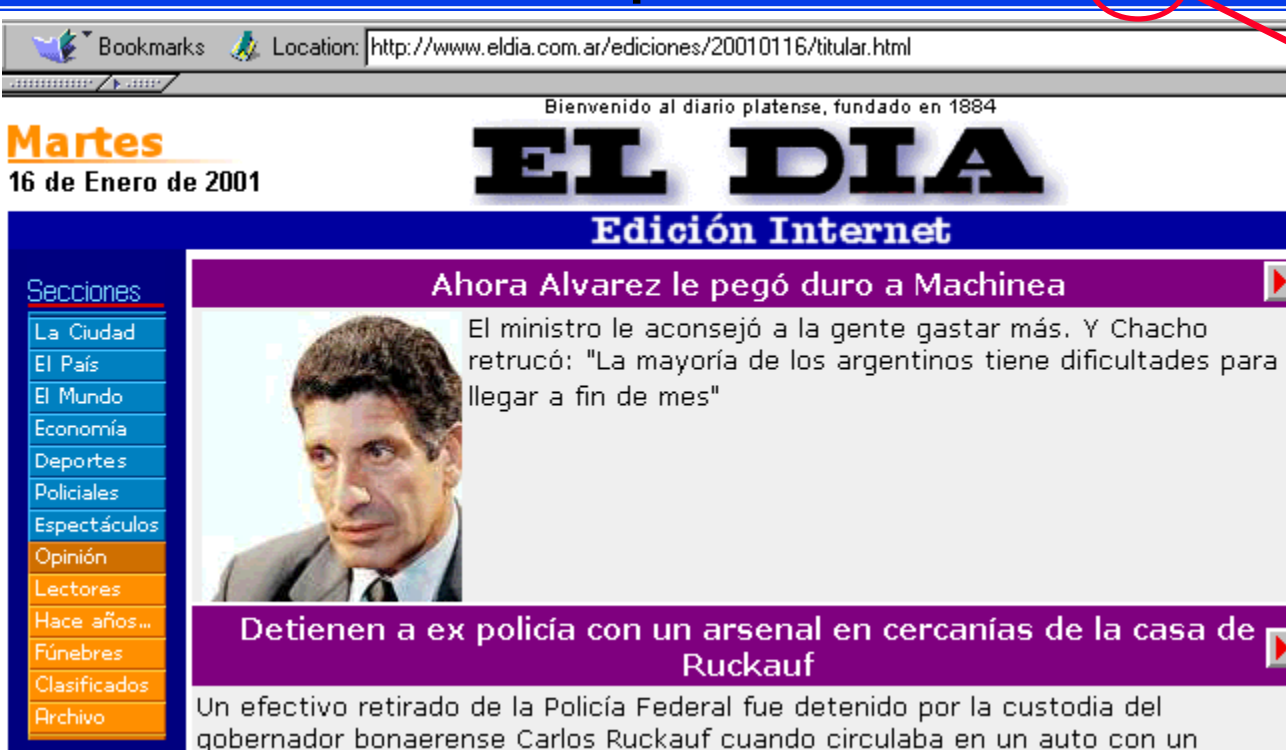 Bookmarks Location: http://www.eldia.com.ar/ediciones/20010116/titular.html
Bienvenido al diario platense, fundado en 1884
Martes
16 de Enero de 2001
EL DIA
Edición Internet
Secciones
La Ciudad
El País
El Mundo
Economía
Deportes
Policiales
Espectáculos
Opinión
Lectores
Hace años...
Fúnebres
Clasificados
Archivo
Ahora Alvarez le pegó duro a Machinea
El ministro le aconsejó a la gente gastar más. Y Chacho
retrucó: "La mayoría de los argentinos tiene dificultades para
llegar a fin de mes"
Detienen a ex policía con un arsenal en cercanías de la casa de
Ruckauf
Un efectivo retirado de la Policía Federal fue detenido por la custodia del
gobernador bonaerense Carlos Ruckauf cuando circulaba en un auto con un